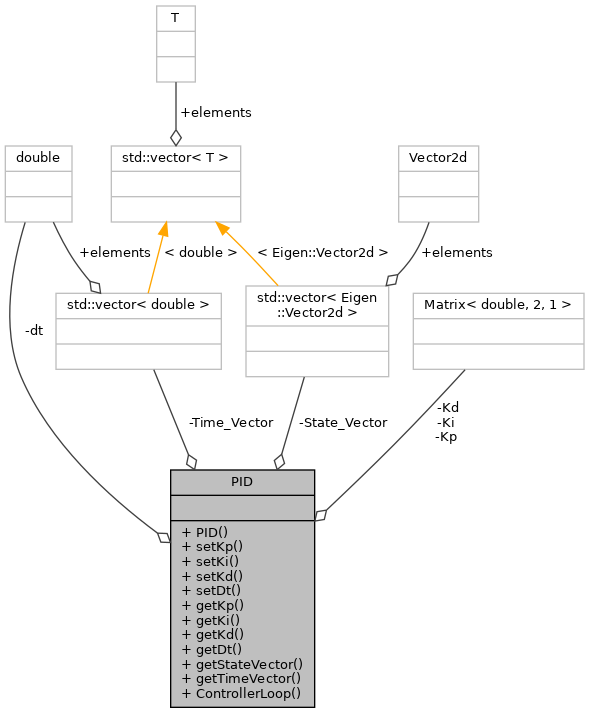 T
+elements
double
std::vector< T >
Vector2d
+elements
< double >
< Eigen::Vector2d >
+elements
std::vector< double >
std::vector< Eigen
::Vector2d >
Matrix< double, 2, 1 >
-dt
-Time_Vector
-State_Vector
-Kd
-Ki
-Kp
PID
+ PID()
+ setKp()
+ setKi()
+ setKd()
+ setDt()
+ getKp()
+ getKi()
+ getKd()
+ getDt()
+ getStateVector()
+ getTimeVector()
+ ControllerLoop()